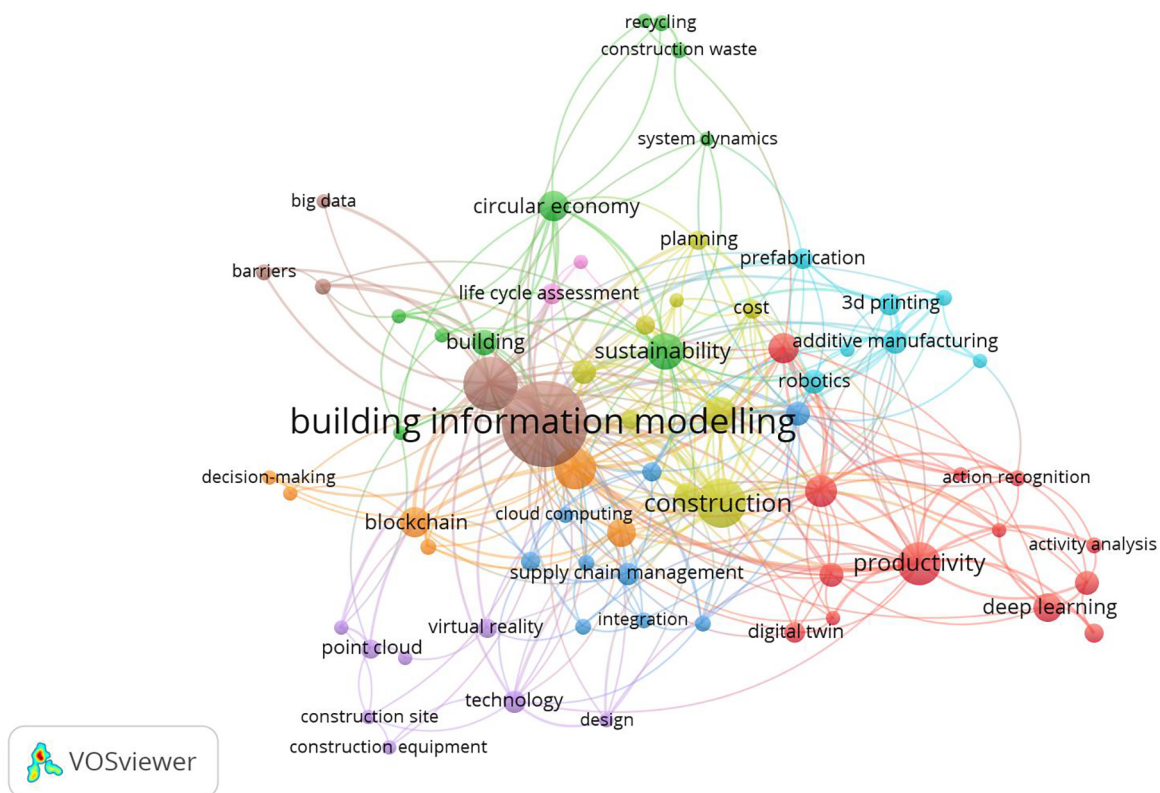 recycling
construction waste
system dynamics
big data
circular economy
planning
prefabrication
barriers
life cycle assessment
cost
3d printing
building
sustainability
additive manufacturing
robotics
building information modelling
decision-making
action recognition
construction
blockchain
cloud computing
activity analysis
productivity
supply chain management
deep learning
virtual reality
integration
digital twin
point cloud
technology
construction site
design
construction equipment
VOSviewer